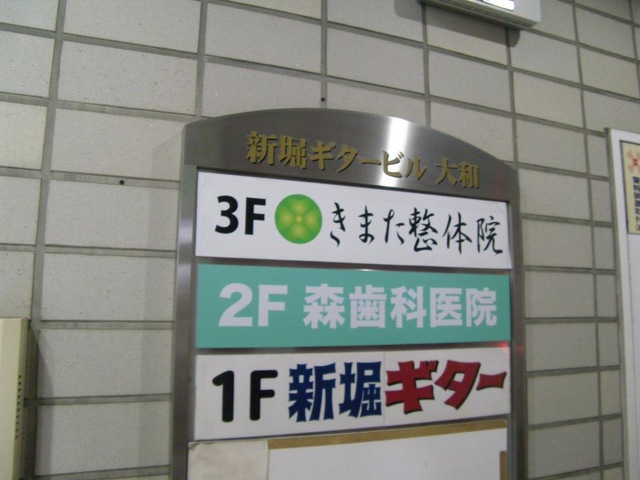 新堀ギタービル 大和
3F きまた整体院
2F 森歯科医院
1F 新堀ギター